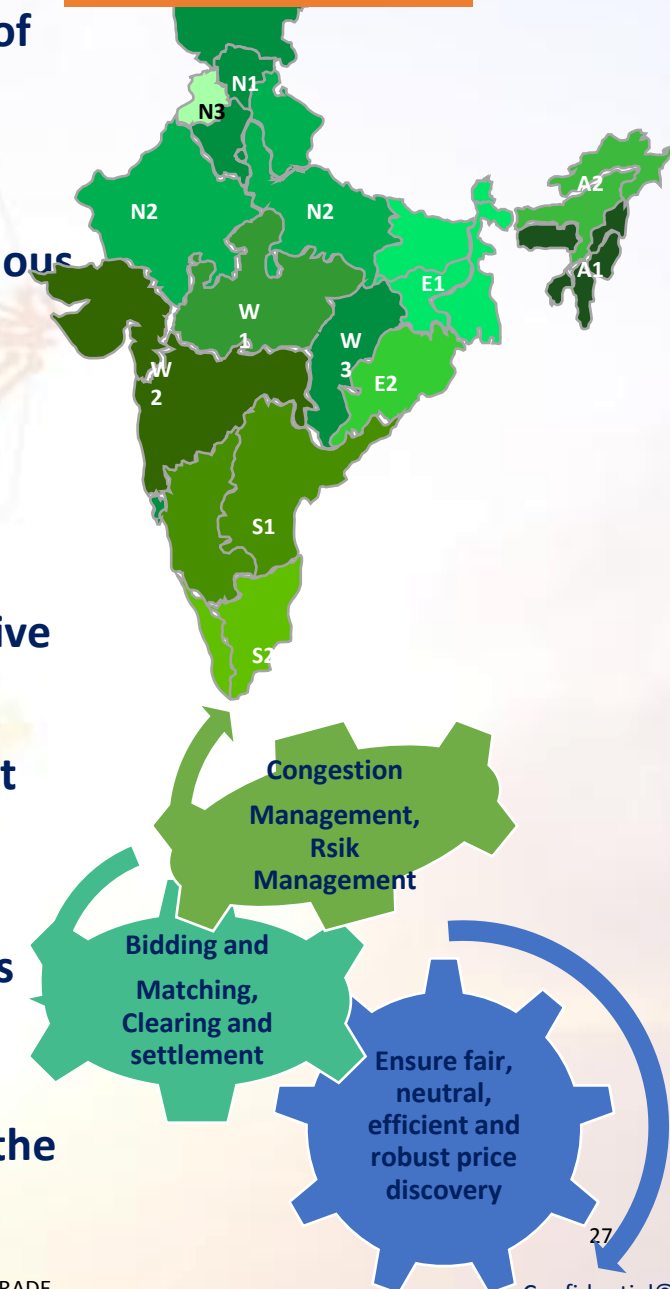 of
ous
ive
t
s
the
N1
N3
N2
N2
A2
A1
E1
W
1
W
3
W
2
E2
S1
S2
Congestion
Management,
Rsik
Management
Bidding and
Matching,
Clearing and
settlement
Ensure fair,
neutral,
efficient and
robust price
discovery
27
RADE